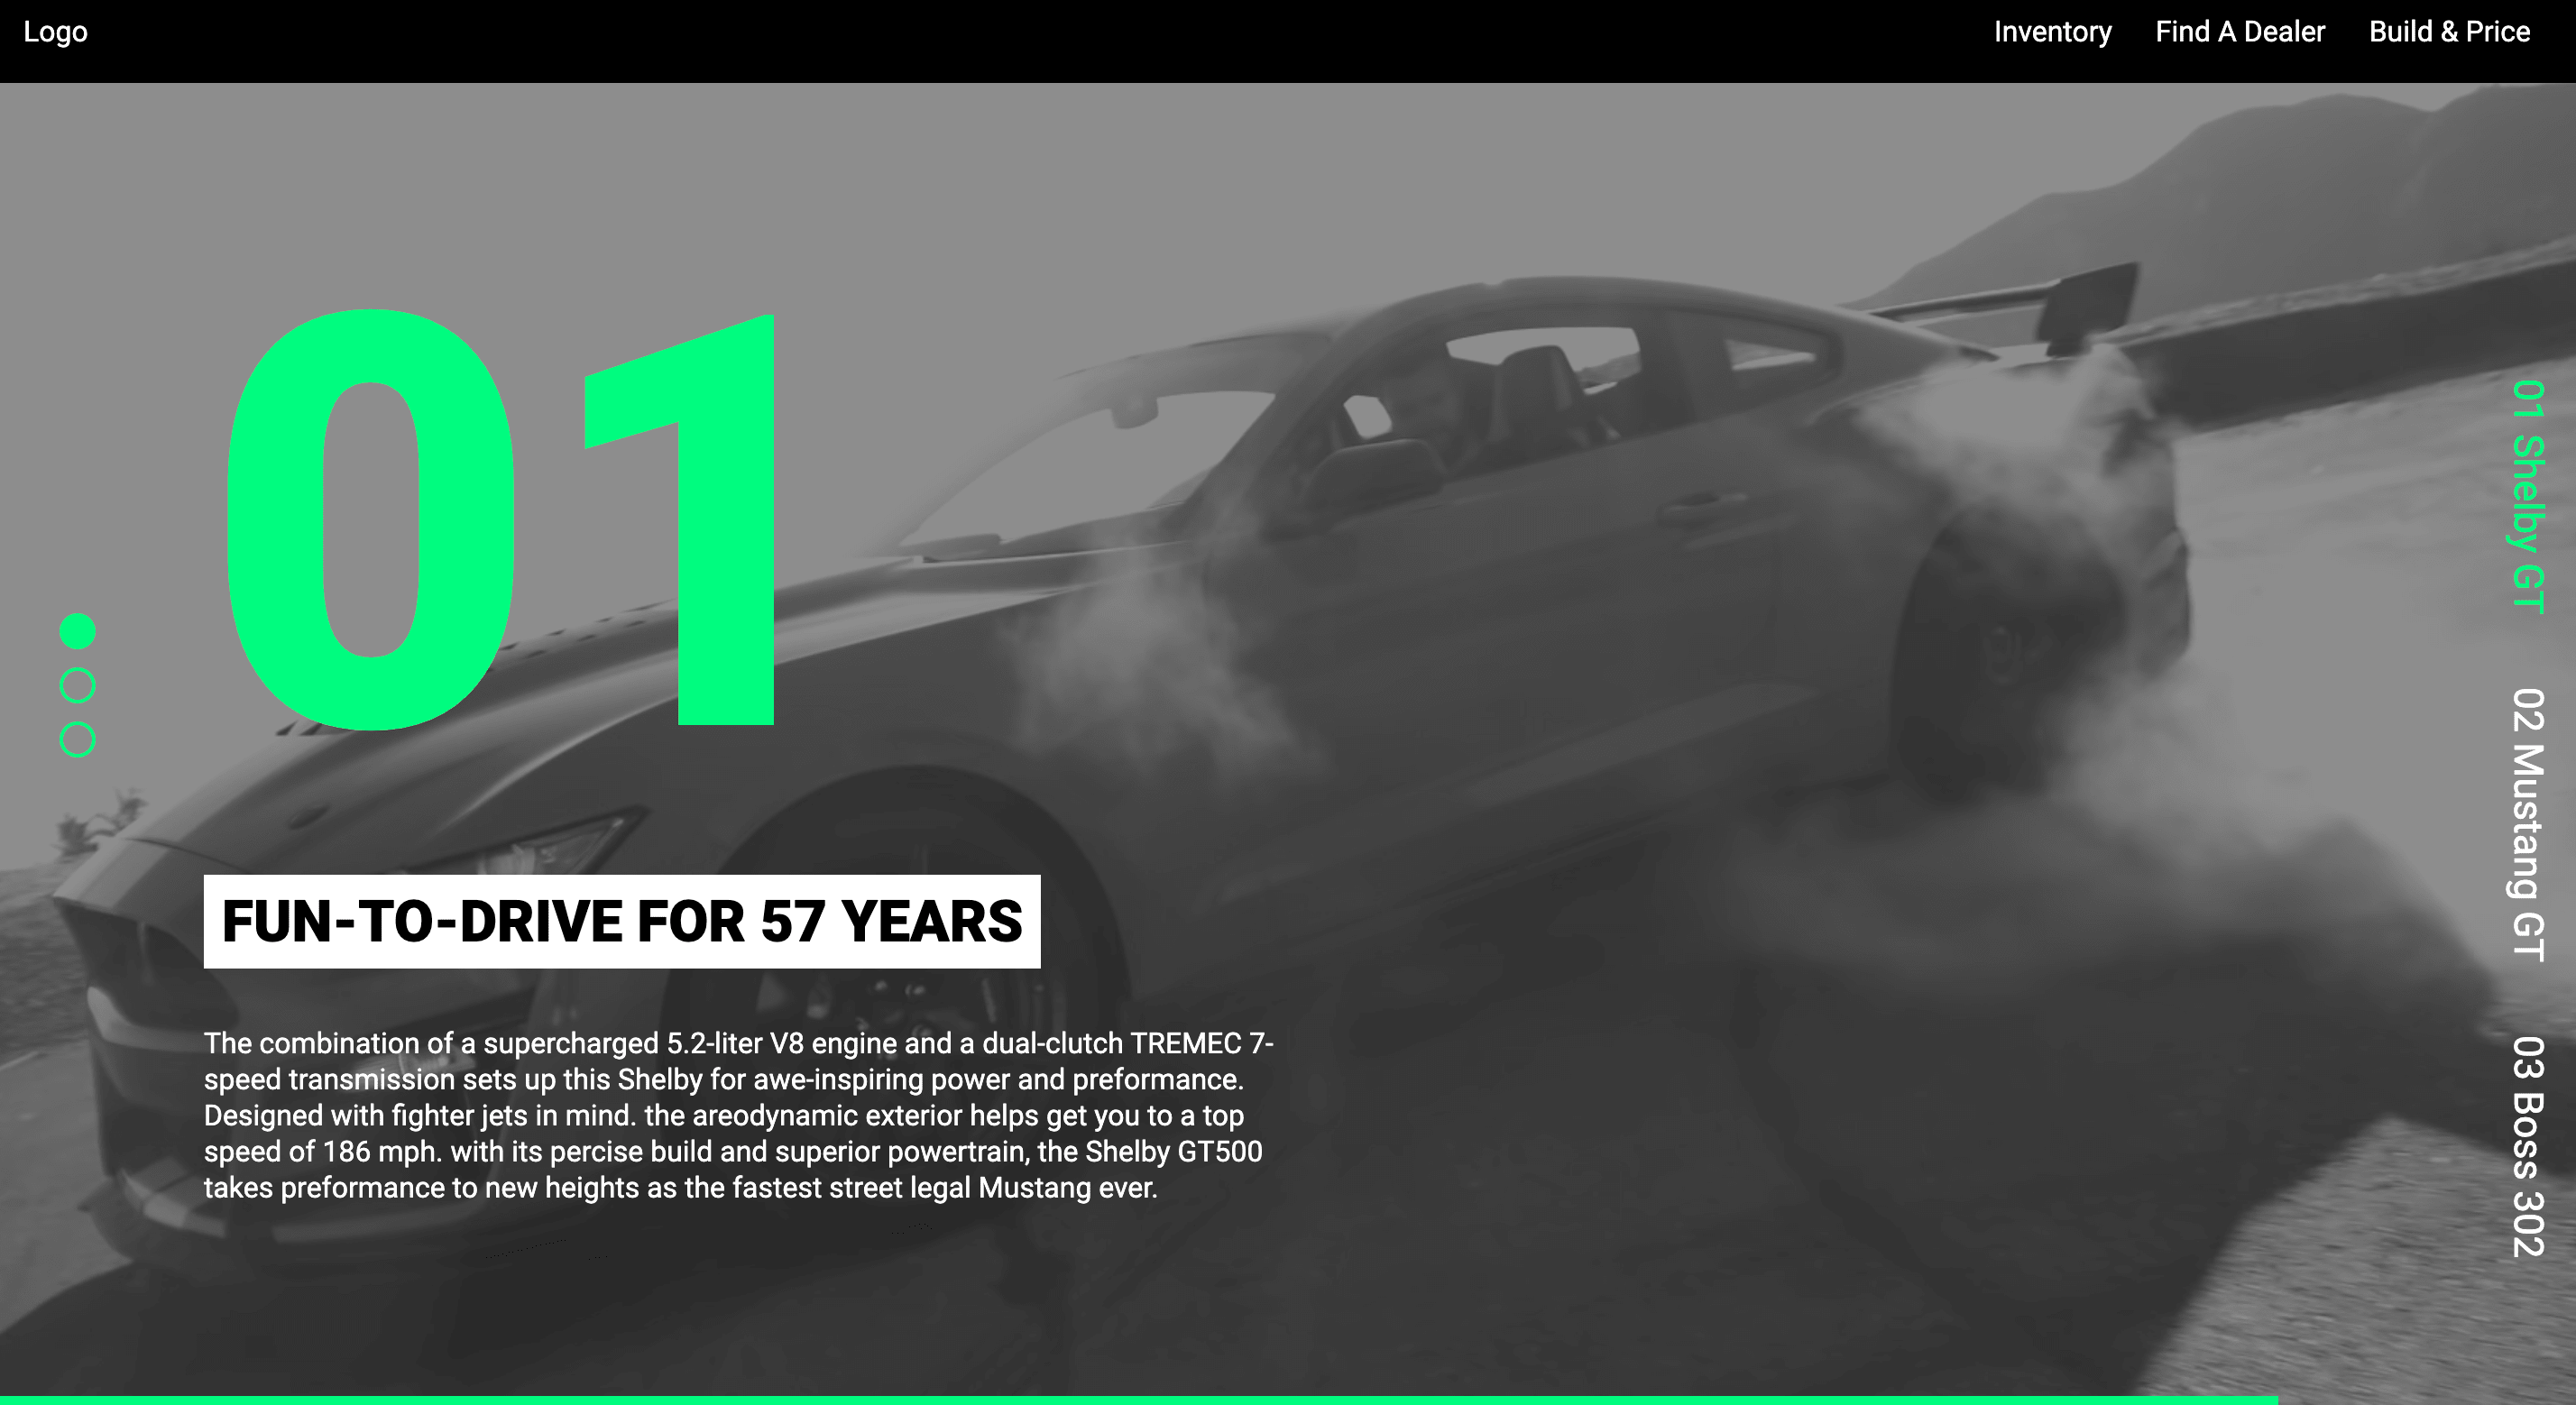 Logo
Inventory Find A Dealer Build & Price
01
01 Shelby GT
02 Mustang GT
03 Boss 302
FUN-TO-DRIVE FOR 57 YEARS
The combination of a supercharged 5.2-liter V8 engine and a dual-clutch TREMEC 7-
speed transmission sets up this Shelby for awe-inspiring power and preformance.
Designed with fighter jets in mind. the areodynamic exterior helps get you to a top
speed of 186 mph. with its percise build and superior powertrain, the Shelby GT500
takes preformance to new heights as the fastest street legal Mustang ever.